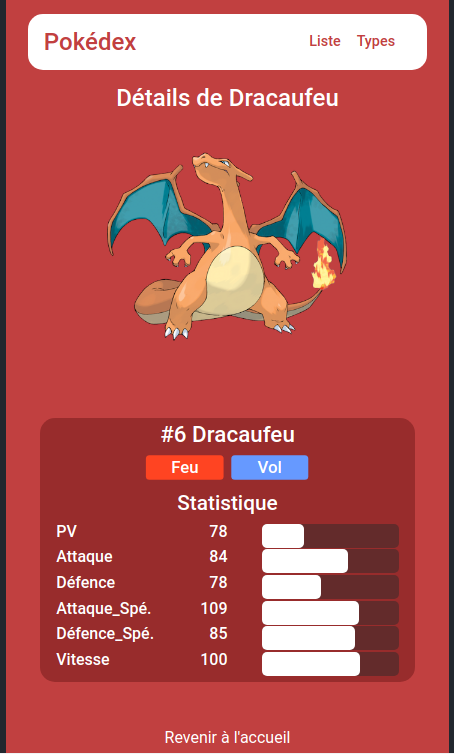 Pokédex Liste Types
Détails de Dracaufeu
#6 Dracaufeu
Feu Vol
Statistique
PV 78
Attaque 84
Défence 78
Attaque_Spé. 109
Défence_Spé. 85
Vitesse 100
Revenir à l'accueil